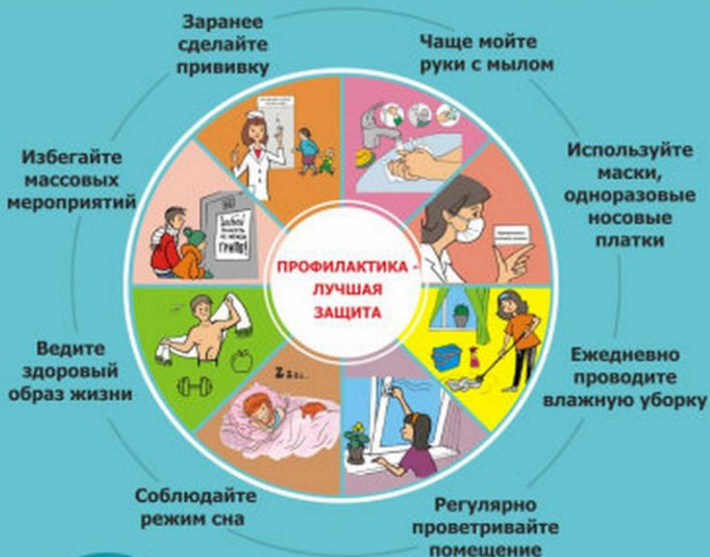 Заранее
сделайте
прививку
Чаще мойте
руки с мылом
Избегайте
массовых
мероприятий
Используйте
маски,
одноразовые
носовые
платки
ГРИПП!
ПРОФИЛАКТИКА -
ЛУЧШАЯ
ЗАЩИТА
Ведите
здоровый
образ жизни
Ежедневно
проводите
влажную уборку
Z z z z...
Соблюдайте
режим сна
Регулярно
проветривайте
помещение